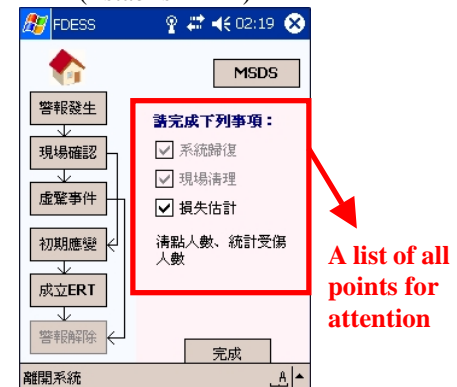 FDESS
02:19
MSDS
警報發生
現場確認
虛驚事件
初期應變
成立ERT
警報解除
請完成下列事項：
系統歸復
現場清理
損失估計
清點人數、統計受傷
人數
完成
離開系統
A
A list of all
points for
attention